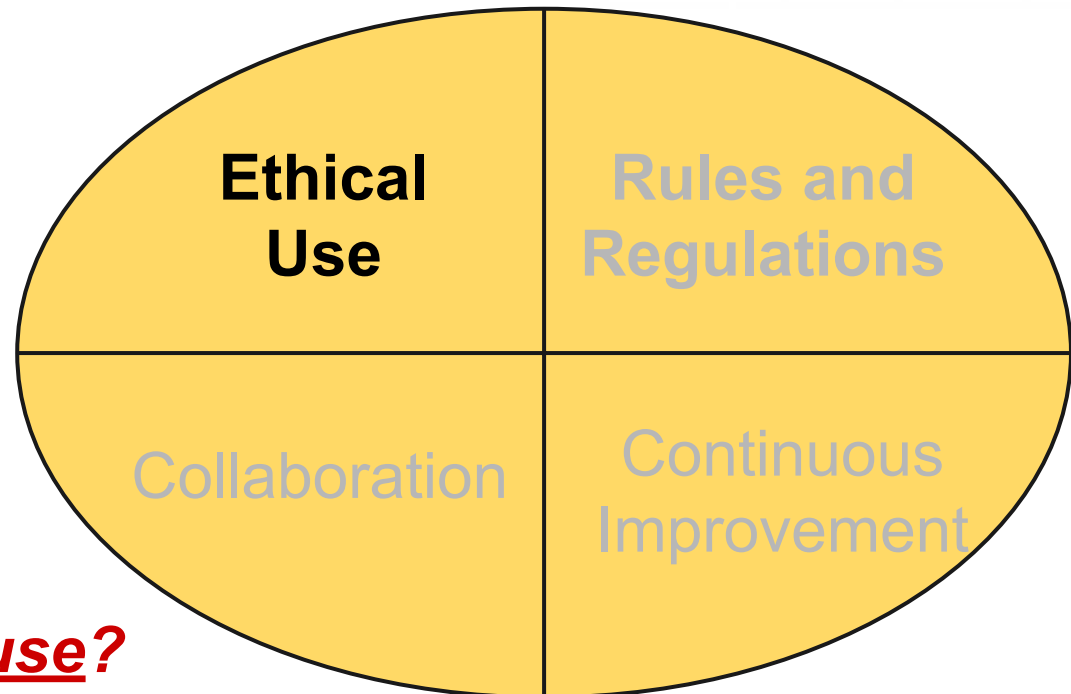 Ethical
Use
Rules and
Regulations
Collaboration
Continuous
Improvement
use?